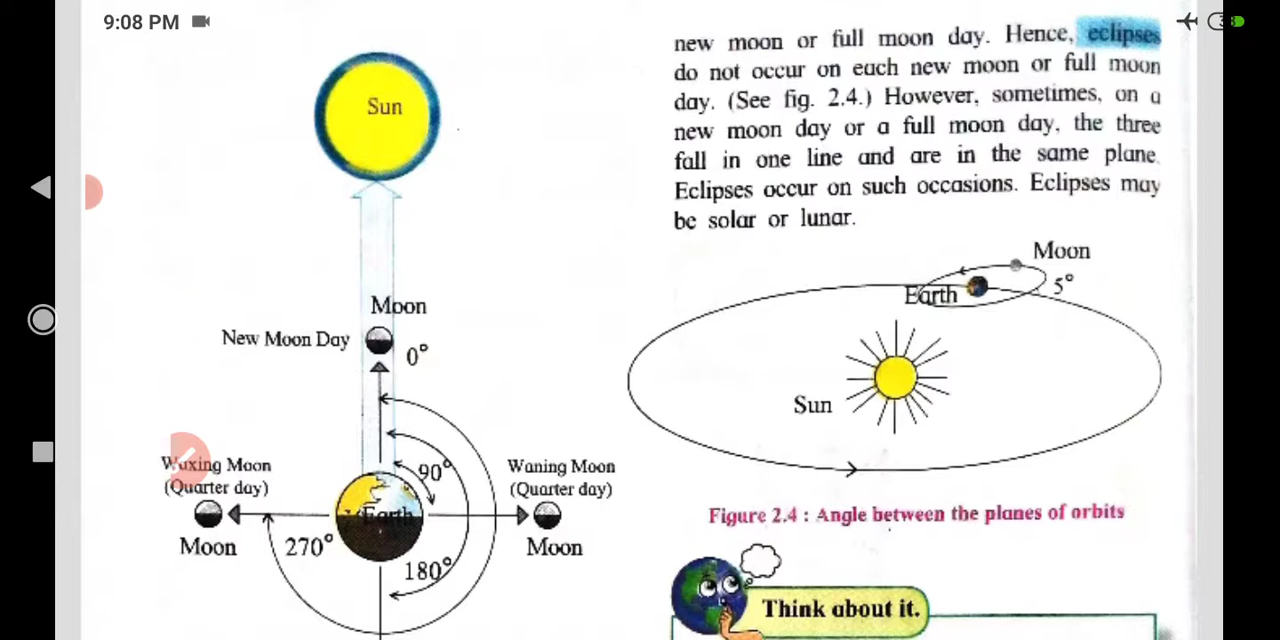 9:08 PM
38
Sun
Moon
New Moon Day
0°
90°
Waxing Moon
(Quarter day)
Waning Moon
(Quarter day)
Earth
Moon
270°
Moon
180°
new moon or full moon day. Hence, eclipses
do not occur on each new moon or full moon
day. (See fig. 2.4.) However, sometimes, on a
new moon day or a full moon day, the three
fall in one line and are in the same plane.
Eclipses occur on such occasions. Eclipses may
be solar or lunar.
Moon
Earth
5°
Sun
Figure 2.4 : Angle between the planes of orbits
Think about it.